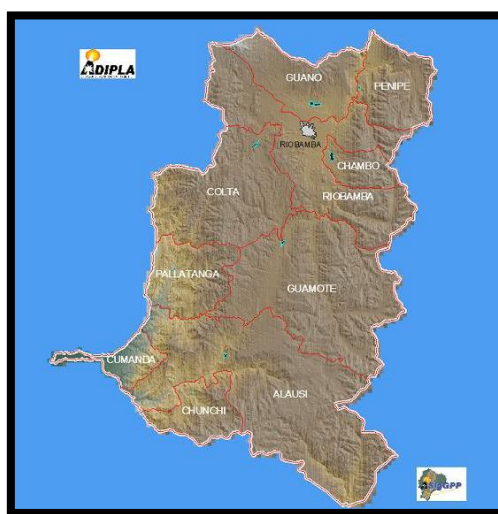 ADIPLA
GUANO
PENIPE
RIOBAMBA
CHAMBO
COLTA
RIOBAMBA
PALLATANGA
GUAMOTE
CUMANDA
ALAUSI
CHUNCHI